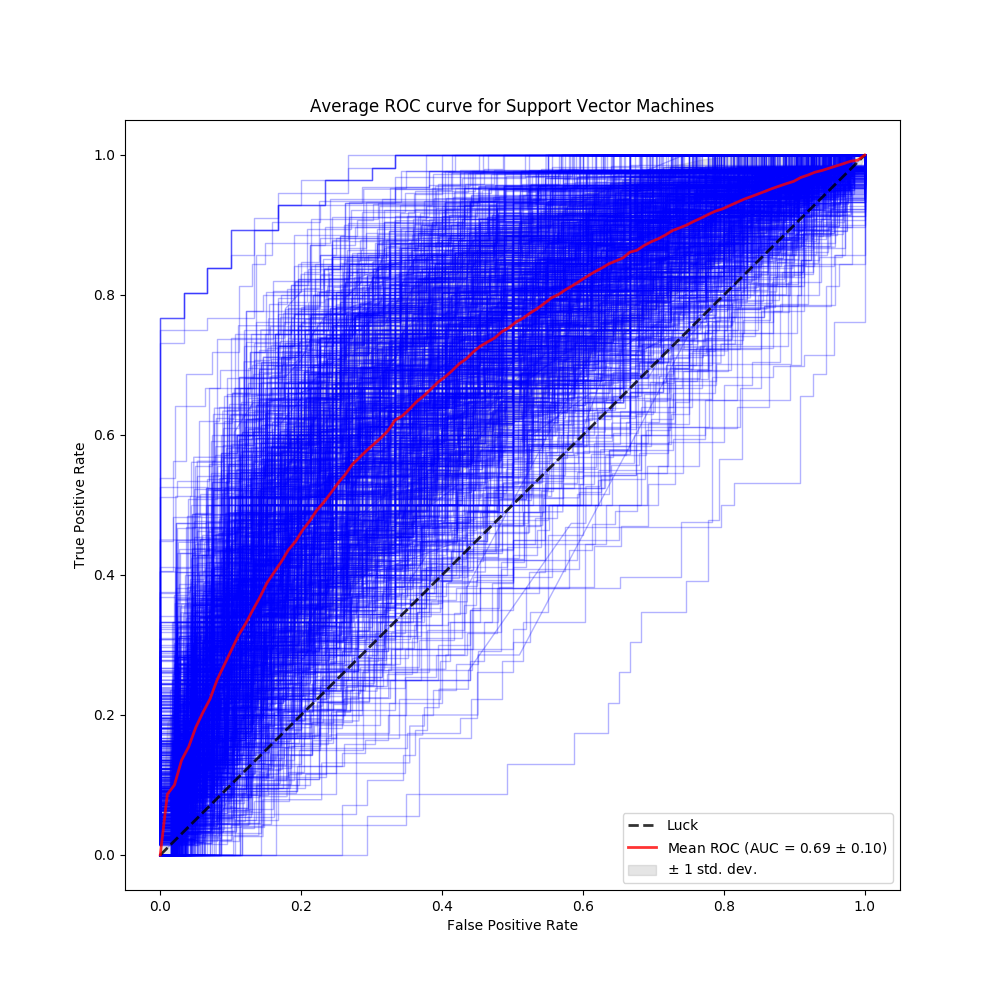 Average ROC curve for Support Vector Machines
True Positive Rate
1.0
0.8
0.6
0.4
0.2
0.0
0.0 0.2 0.4 0.6 0.8 1.0
False Positive Rate
Luck
Mean ROC (AUC = 0.69 ± 0.10)
± 1 std. dev.